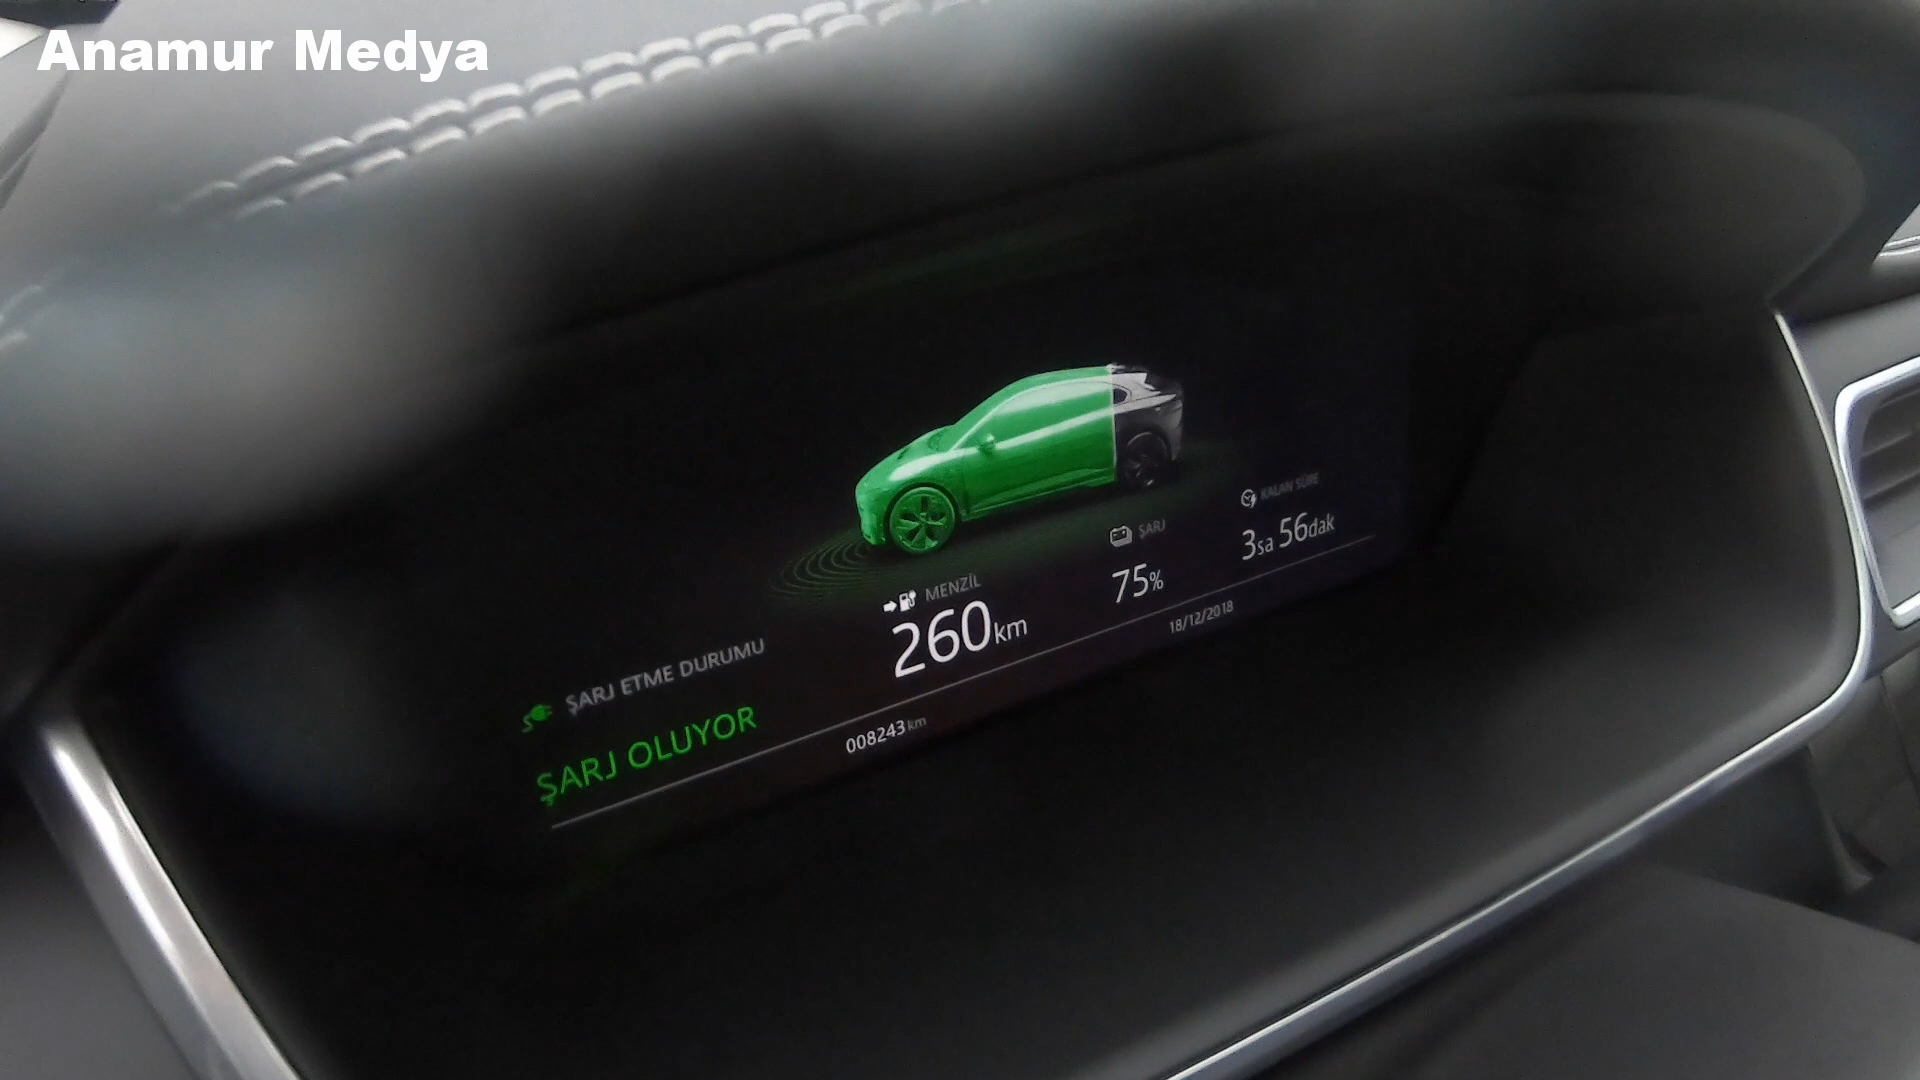 Anamur Medya
KALAN SÜRE
3sa 56dak
ŞARJ
75%
MENZİL
260km
ŞARJ ETME DURUMU
ŞARJ OLUYOR
008243km
18/12/2018